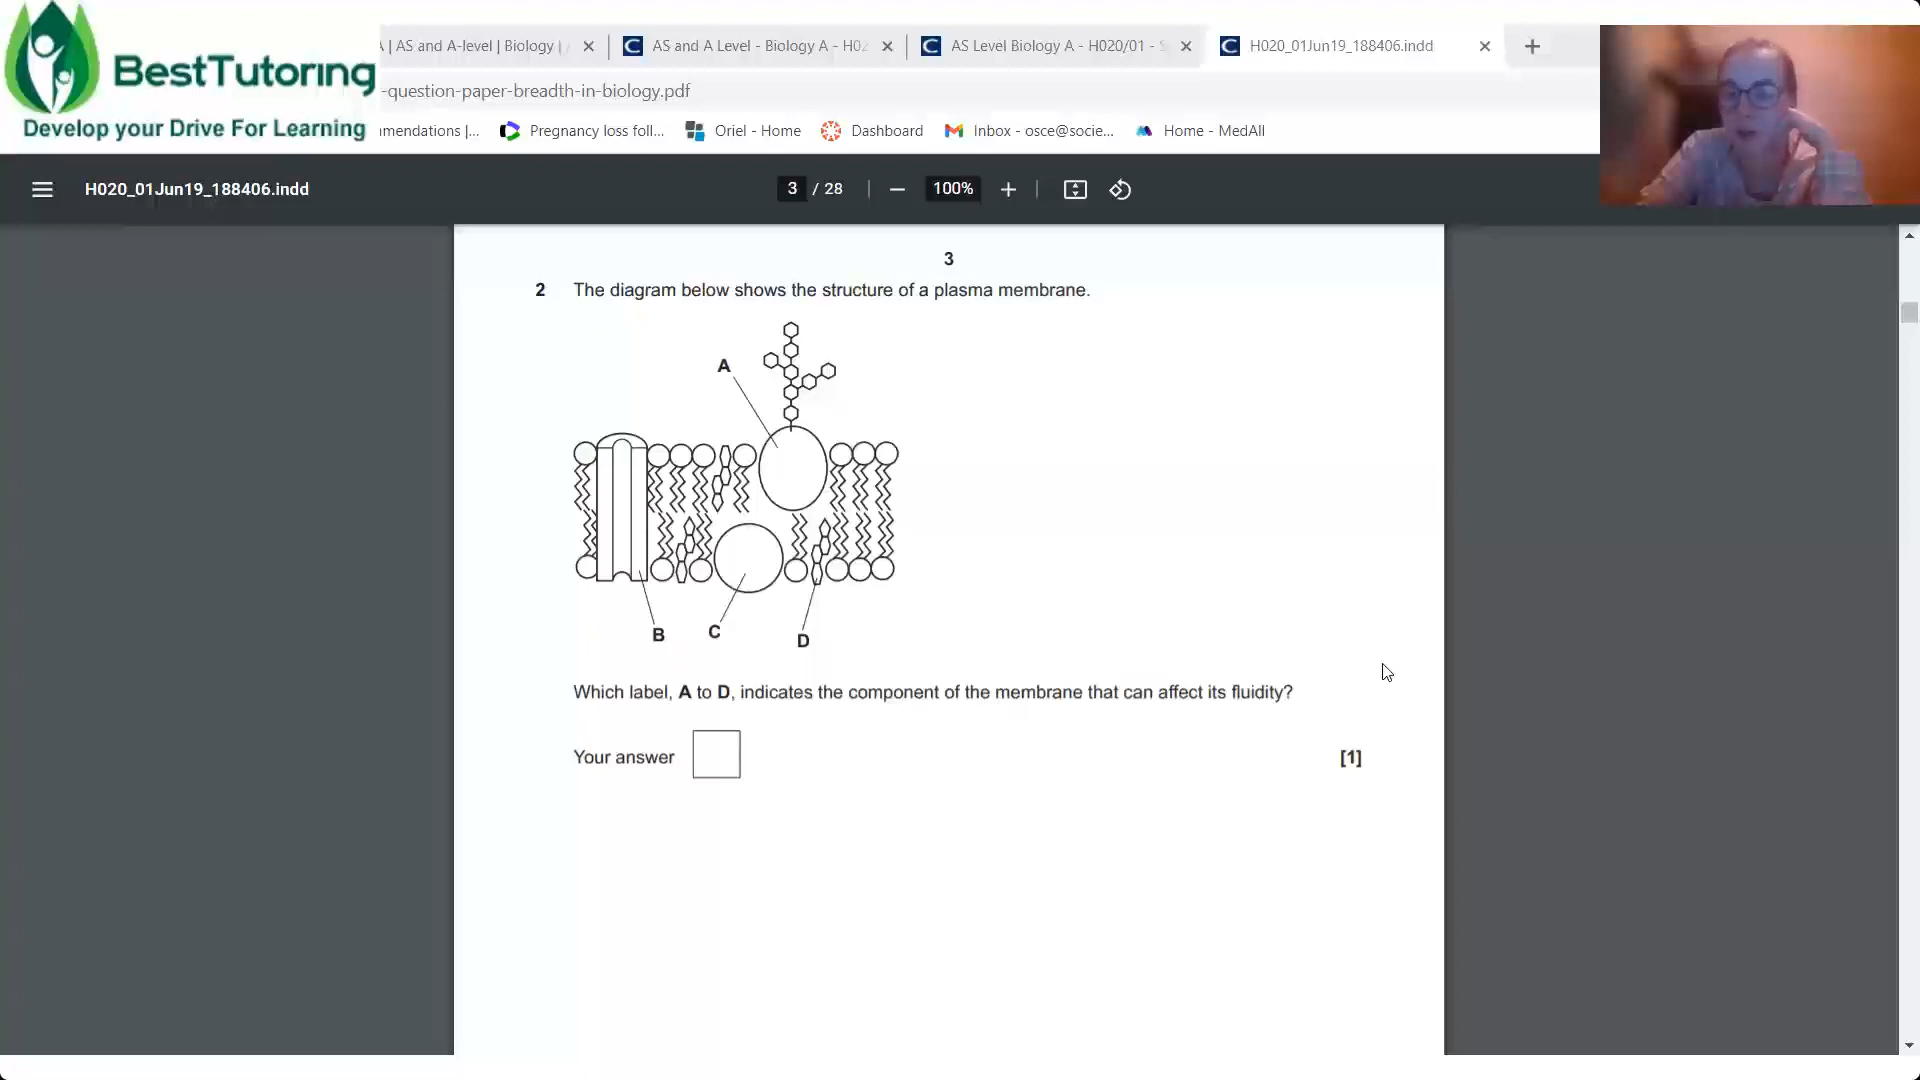 BestTutoring
Develop your Drive For Learning
| AS and A-level | Biology |
AS and A Level - Biology A - H02
AS Level Biology A - H020/01 - S
H020_01Jun19_188406.indd
-question-paper-breadth-in-biology.pdf
mendations |...
Pregnancy loss foll...
Oriel - Home
Dashboard
Inbox - osce@socie...
Home - MedAll
H020_01Jun19_188406.indd
3 / 28
100%
3
2 The diagram below shows the structure of a plasma membrane.
A
B
C
D
Which label, A to D, indicates the component of the membrane that can affect its fluidity?
Your answer
[1]